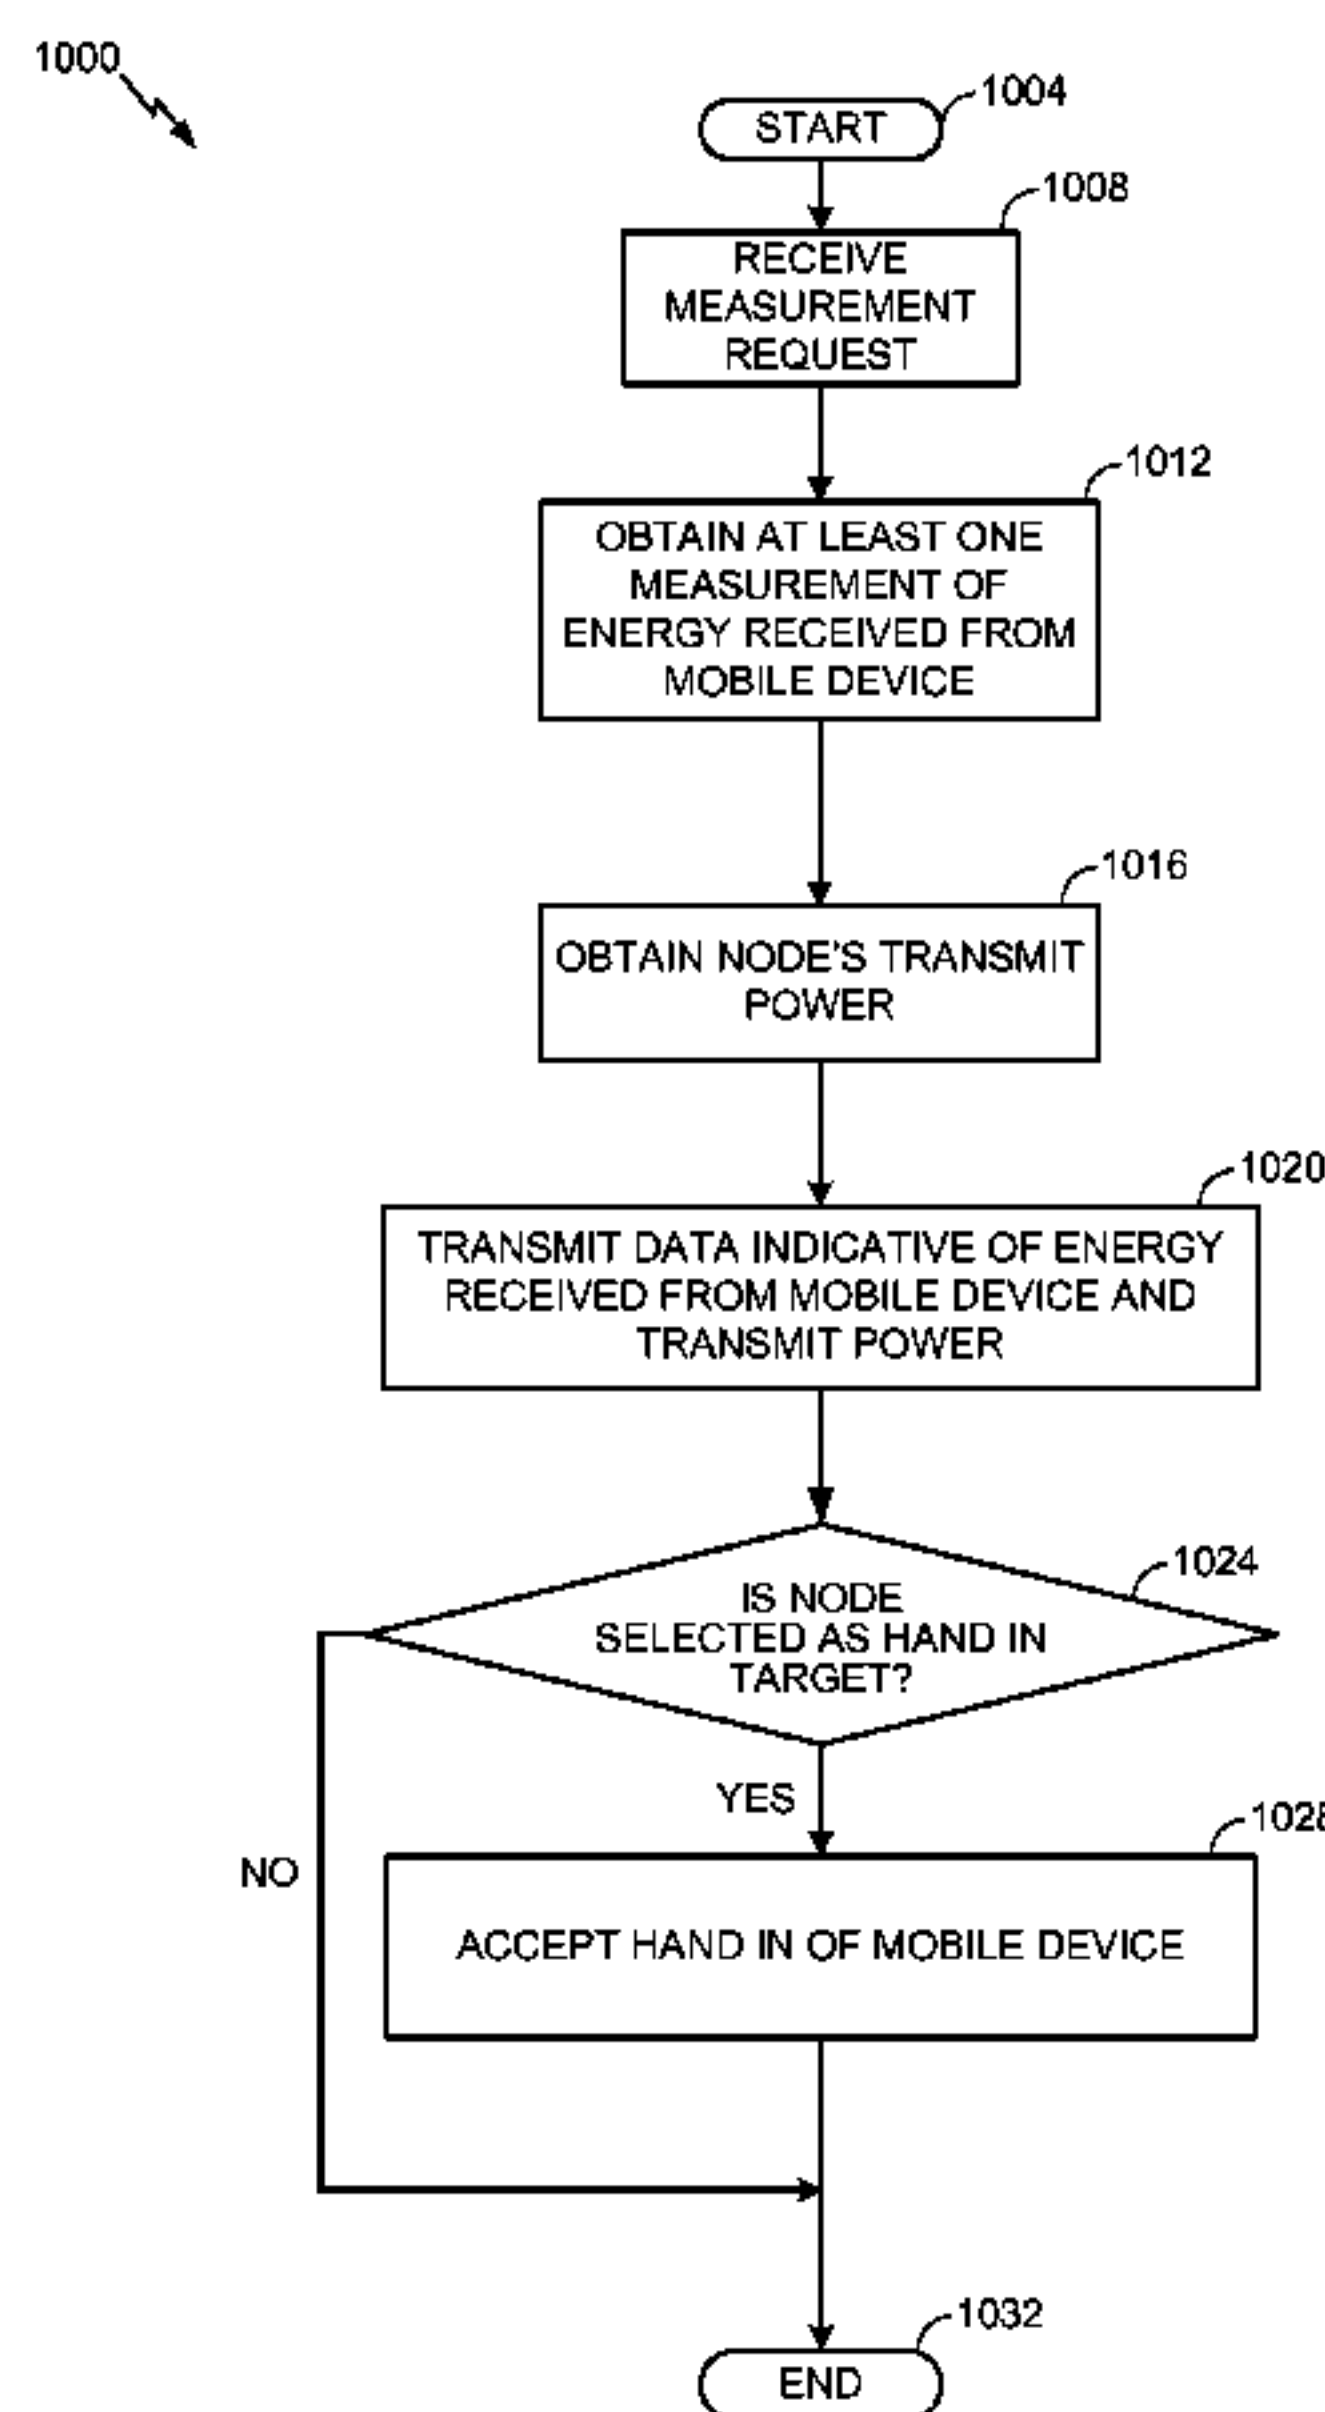 1000
START
1004
1008
RECEIVE
MEASUREMENT
REQUEST
1012
OBTAIN AT LEAST ONE
MEASUREMENT OF
ENERGY RECEIVED FROM
MOBILE DEVICE
1016
OBTAIN NODE'S TRANSMIT
POWER
1020
TRANSMIT DATA INDICATIVE OF ENERGY
RECEIVED FROM MOBILE DEVICE AND
TRANSMIT POWER
1024
IS NODE
SELECTED AS HAND IN
TARGET?
YES
NO
1028
ACCEPT HAND IN OF MOBILE DEVICE
1032
END